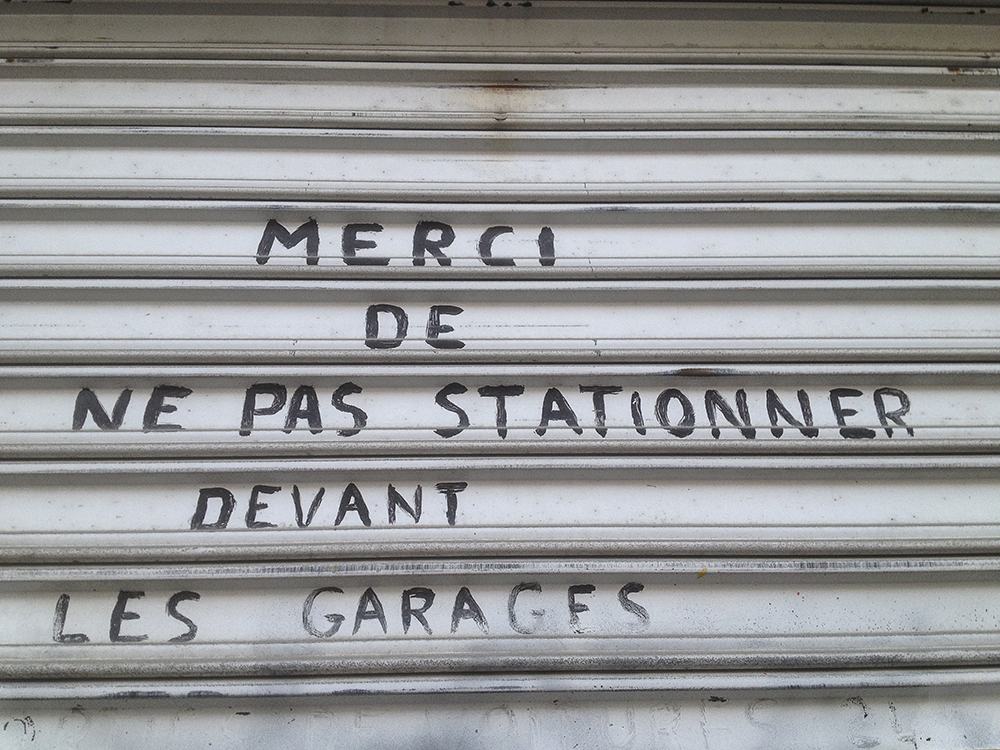 MERCI
DE
NE PAS STATIONNER
DEVANT
LES GARAGES